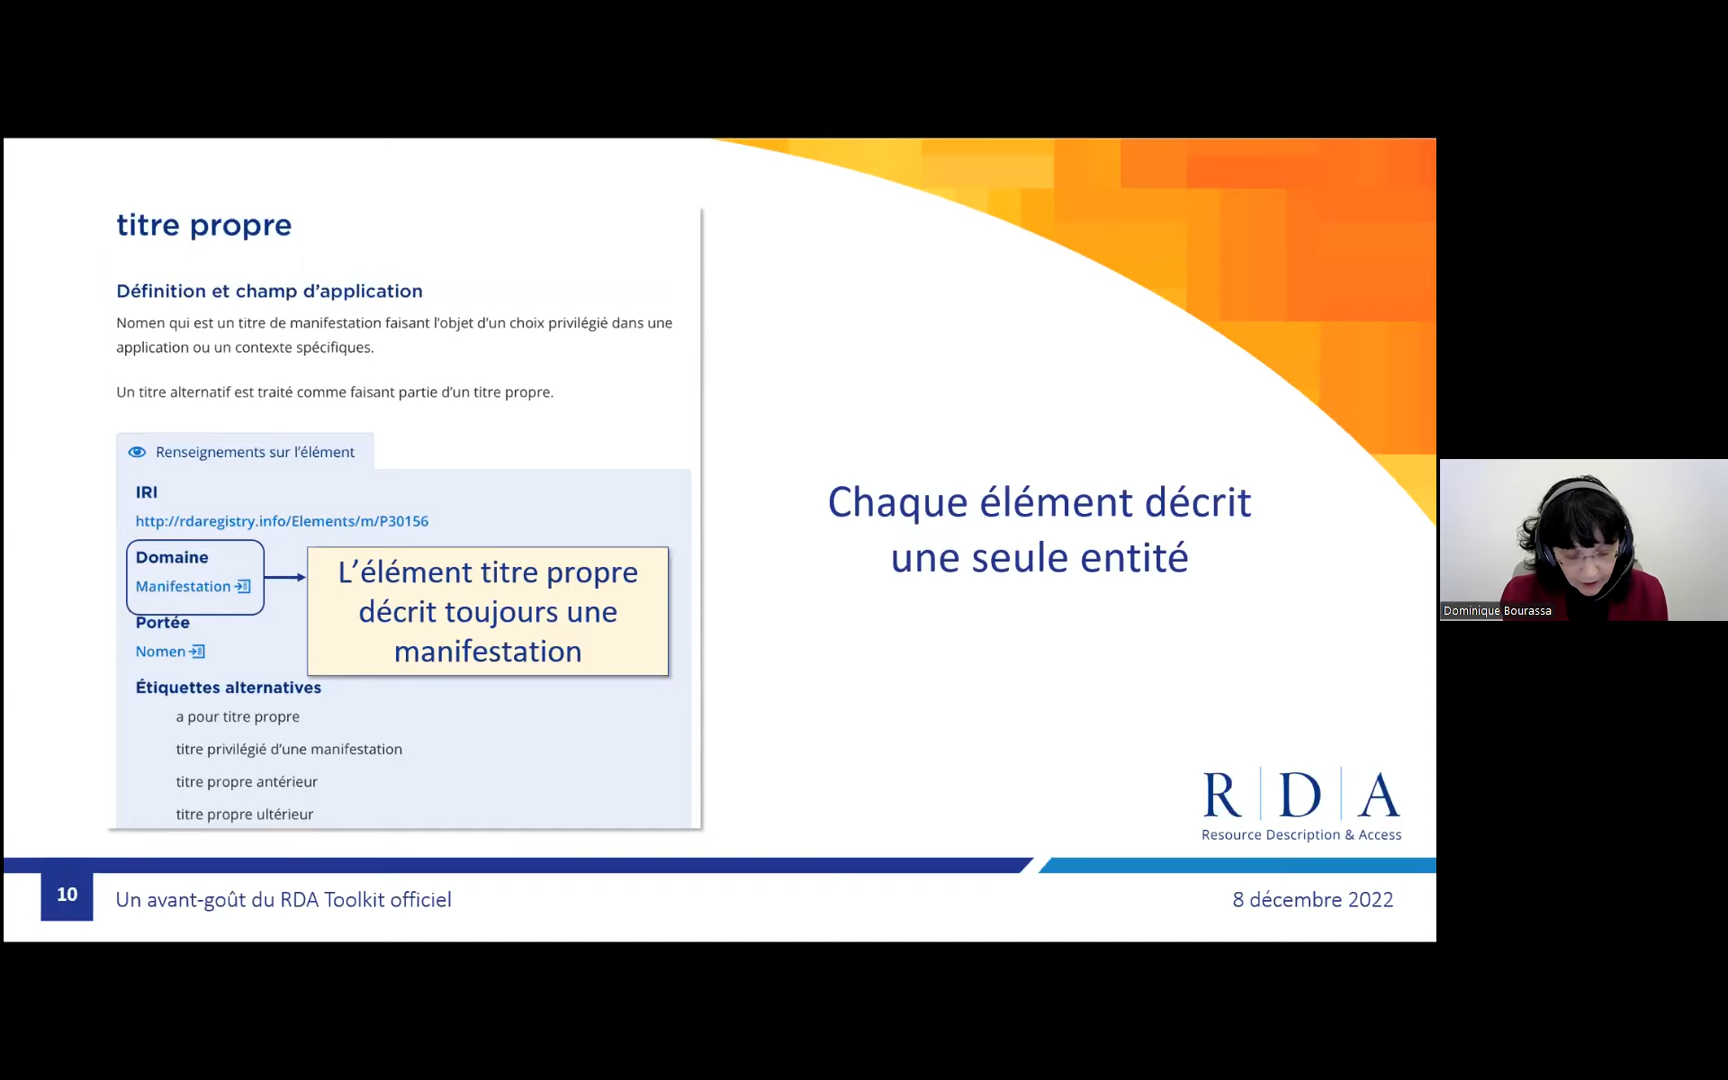 titre propre
Définition et champ d'application
Nomen qui est un titre de manifestation faisant l'objet d'un choix privilégié dans une
application ou un contexte spécifiques.
Un titre alternatif est traité comme faisant partie d'un titre propre.
Renseignements sur l'élément
IRI
http://rdaregistry.info/Elements/m/P30156
Domaine
Manifestation
Portée
Nomen
Étiquettes alternatives
a pour titre propre
titre privilégié d'une manifestation
titre propre antérieur
titre propre ultérieur
L'élément titre propre
décrit toujours une
manifestation
Chaque élément décrit
une seule entité
R D A
Resource Description & Access
10
Un avant-goût du RDA Toolkit officiel
8 décembre 2022
Dominique Bourassa